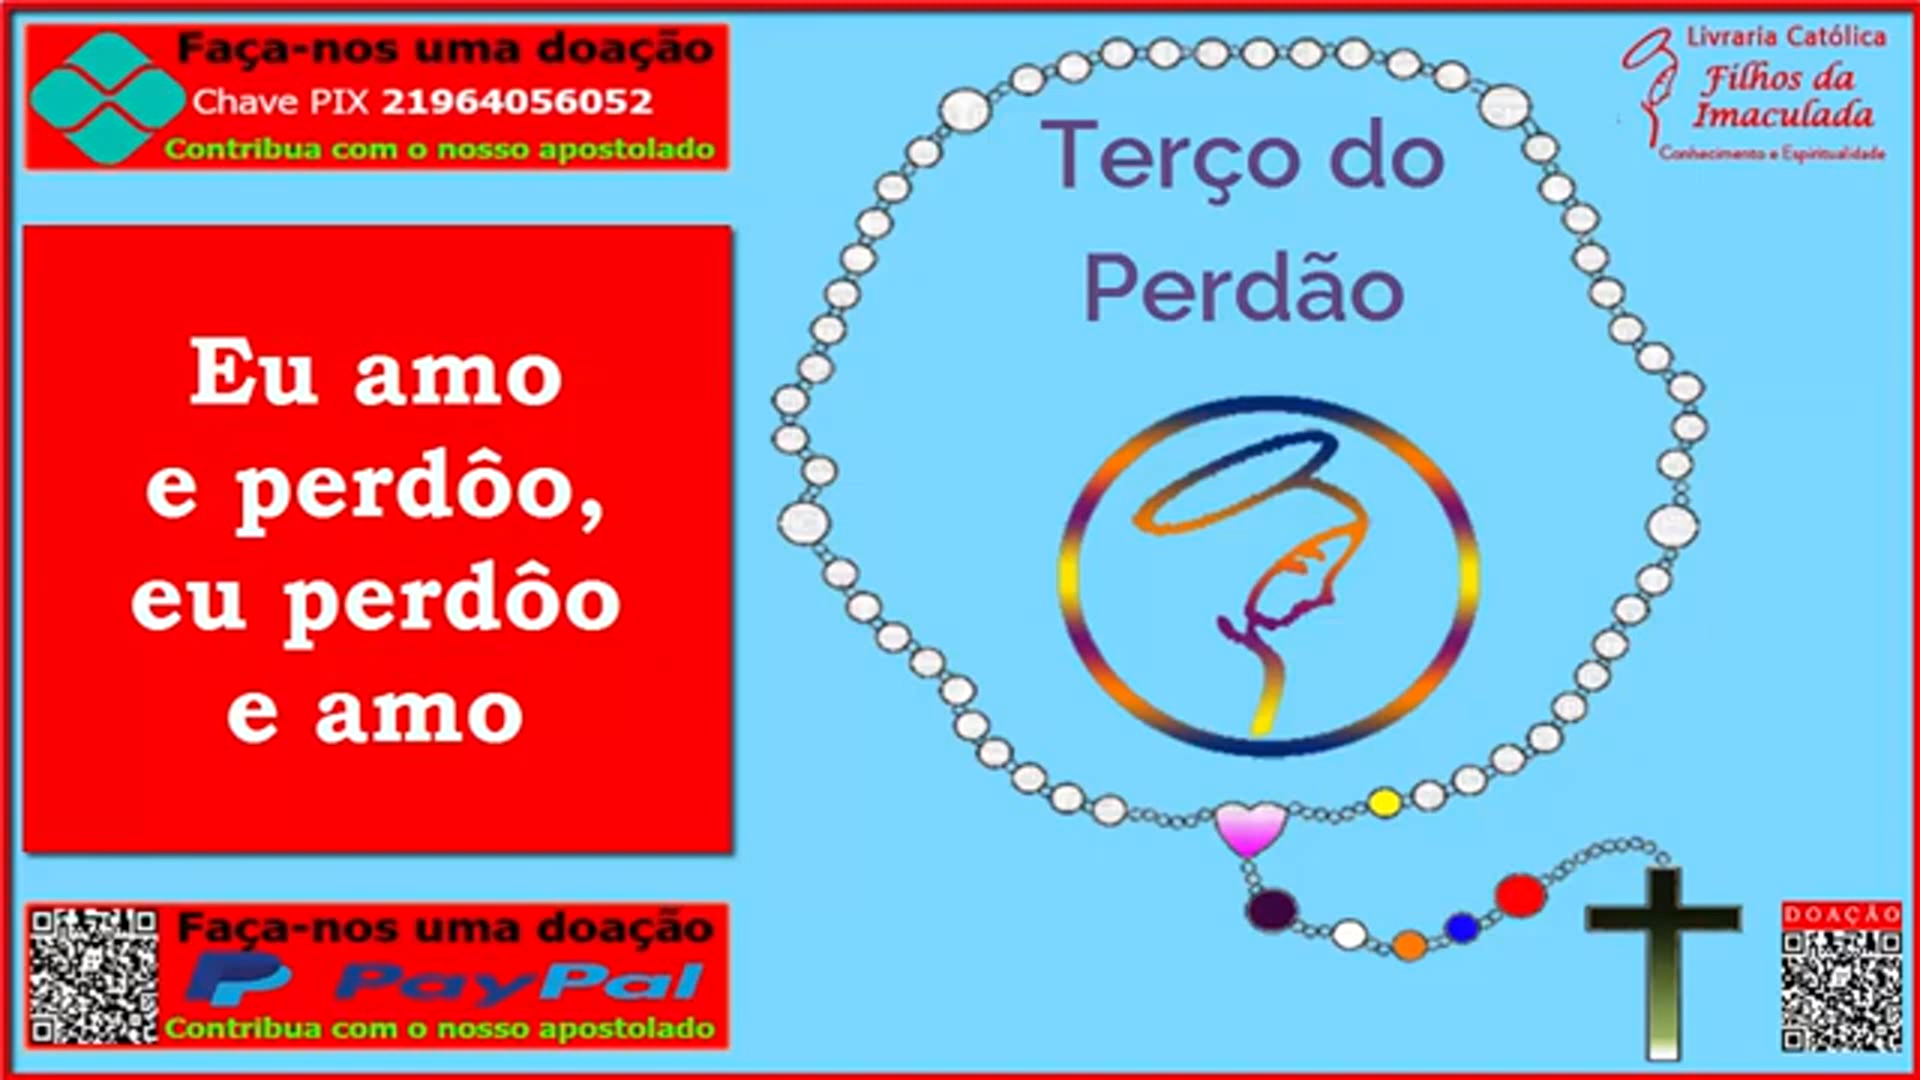 Faça-nos uma doação
Chave PIX 21964056052
Contribua com o nosso apostolado
Eu amo
e perdôo,
eu perdôo
e amo
Faça-nos uma doação
PayPal
Contribua com o nosso apostolado
Terço do
Perdão
Livraria Católica
Filhos da
Imaculada
Conhecimento e Espiritualidade
DOAÇÃO